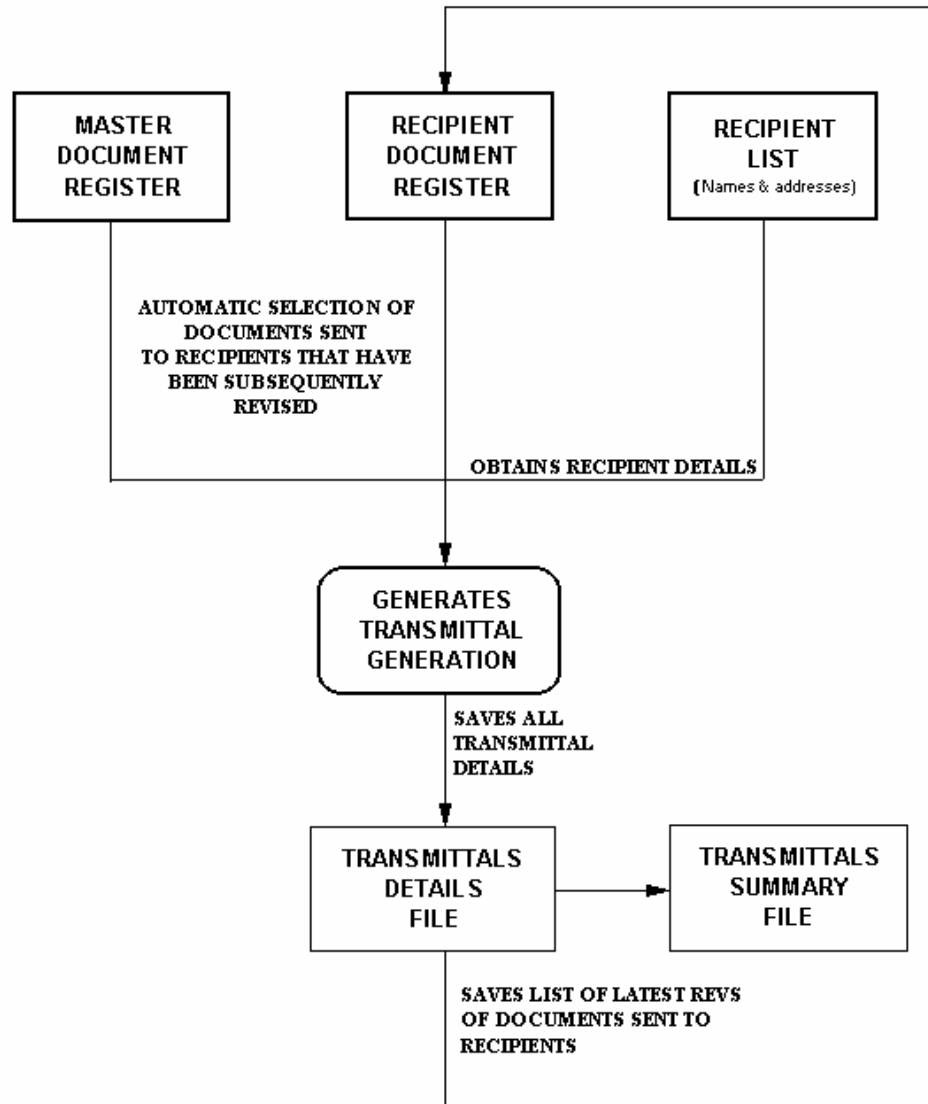 MASTER
DOCUMENT
REGISTER
RECIPIENT
DOCUMENT
REGISTER
RECIPIENT
LIST
(Names & addresses)
AUTOMATIC SELECTION OF
DOCUMENTS SENT
TO RECIPIENTS THAT HAVE
BEEN SUBSEQUENTLY
REVISED
OBTAINS RECIPIENT DETAILS
GENERATES
TRANSMITTAL
GENERATION
SAVES ALL
TRANSMITTAL
DETAILS
TRANSMITTALS
DETAILS
FILE
TRANSMITTALS
SUMMARY
FILE
SAVES LIST OF LATEST REVS
OF DOCUMENTS SENT TO
RECIPIENTS